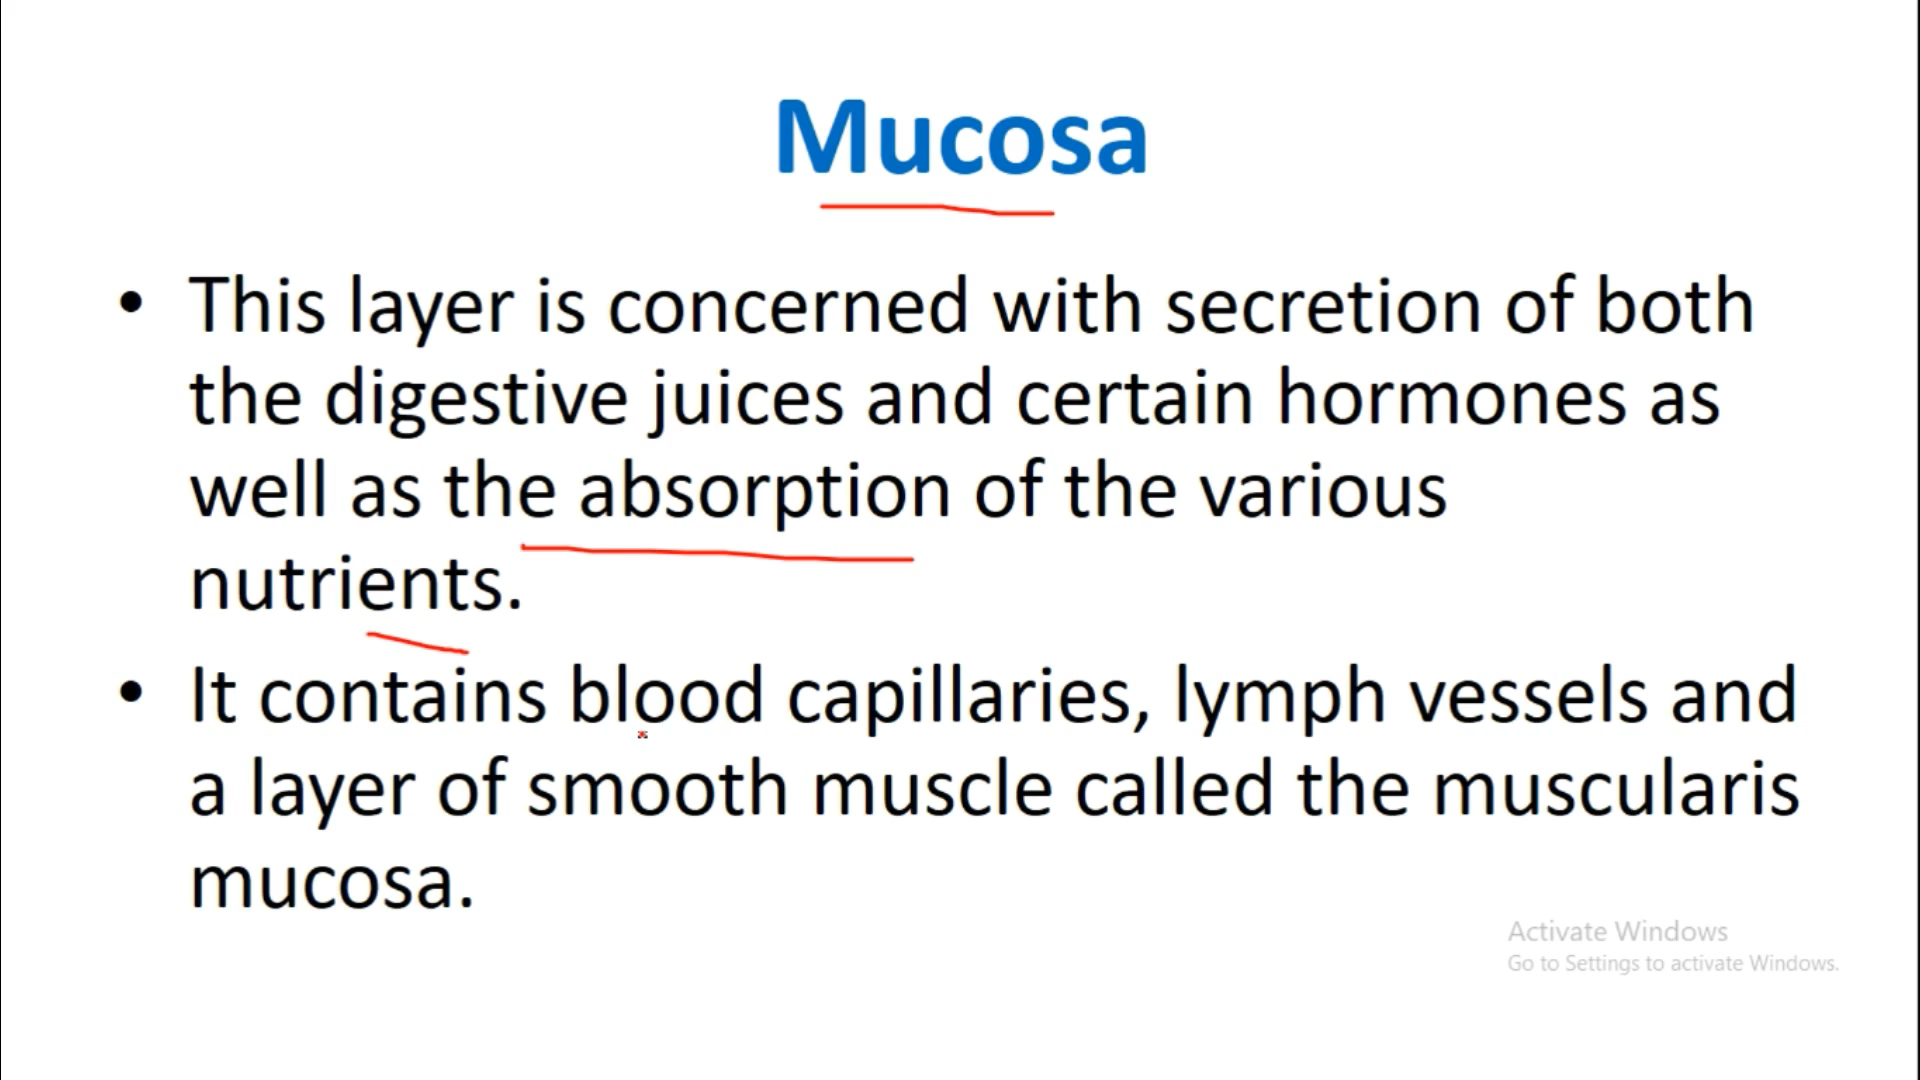 Mucosa
• This layer is concerned with secretion of both
the digestive juices and certain hormones as
well as the absorption of the various
nutrients.
• It contains blood capillaries, lymph vessels and
a layer of smooth muscle called the muscularis
mucosa.
Activate Windows
Go to Settings to activate Windows.